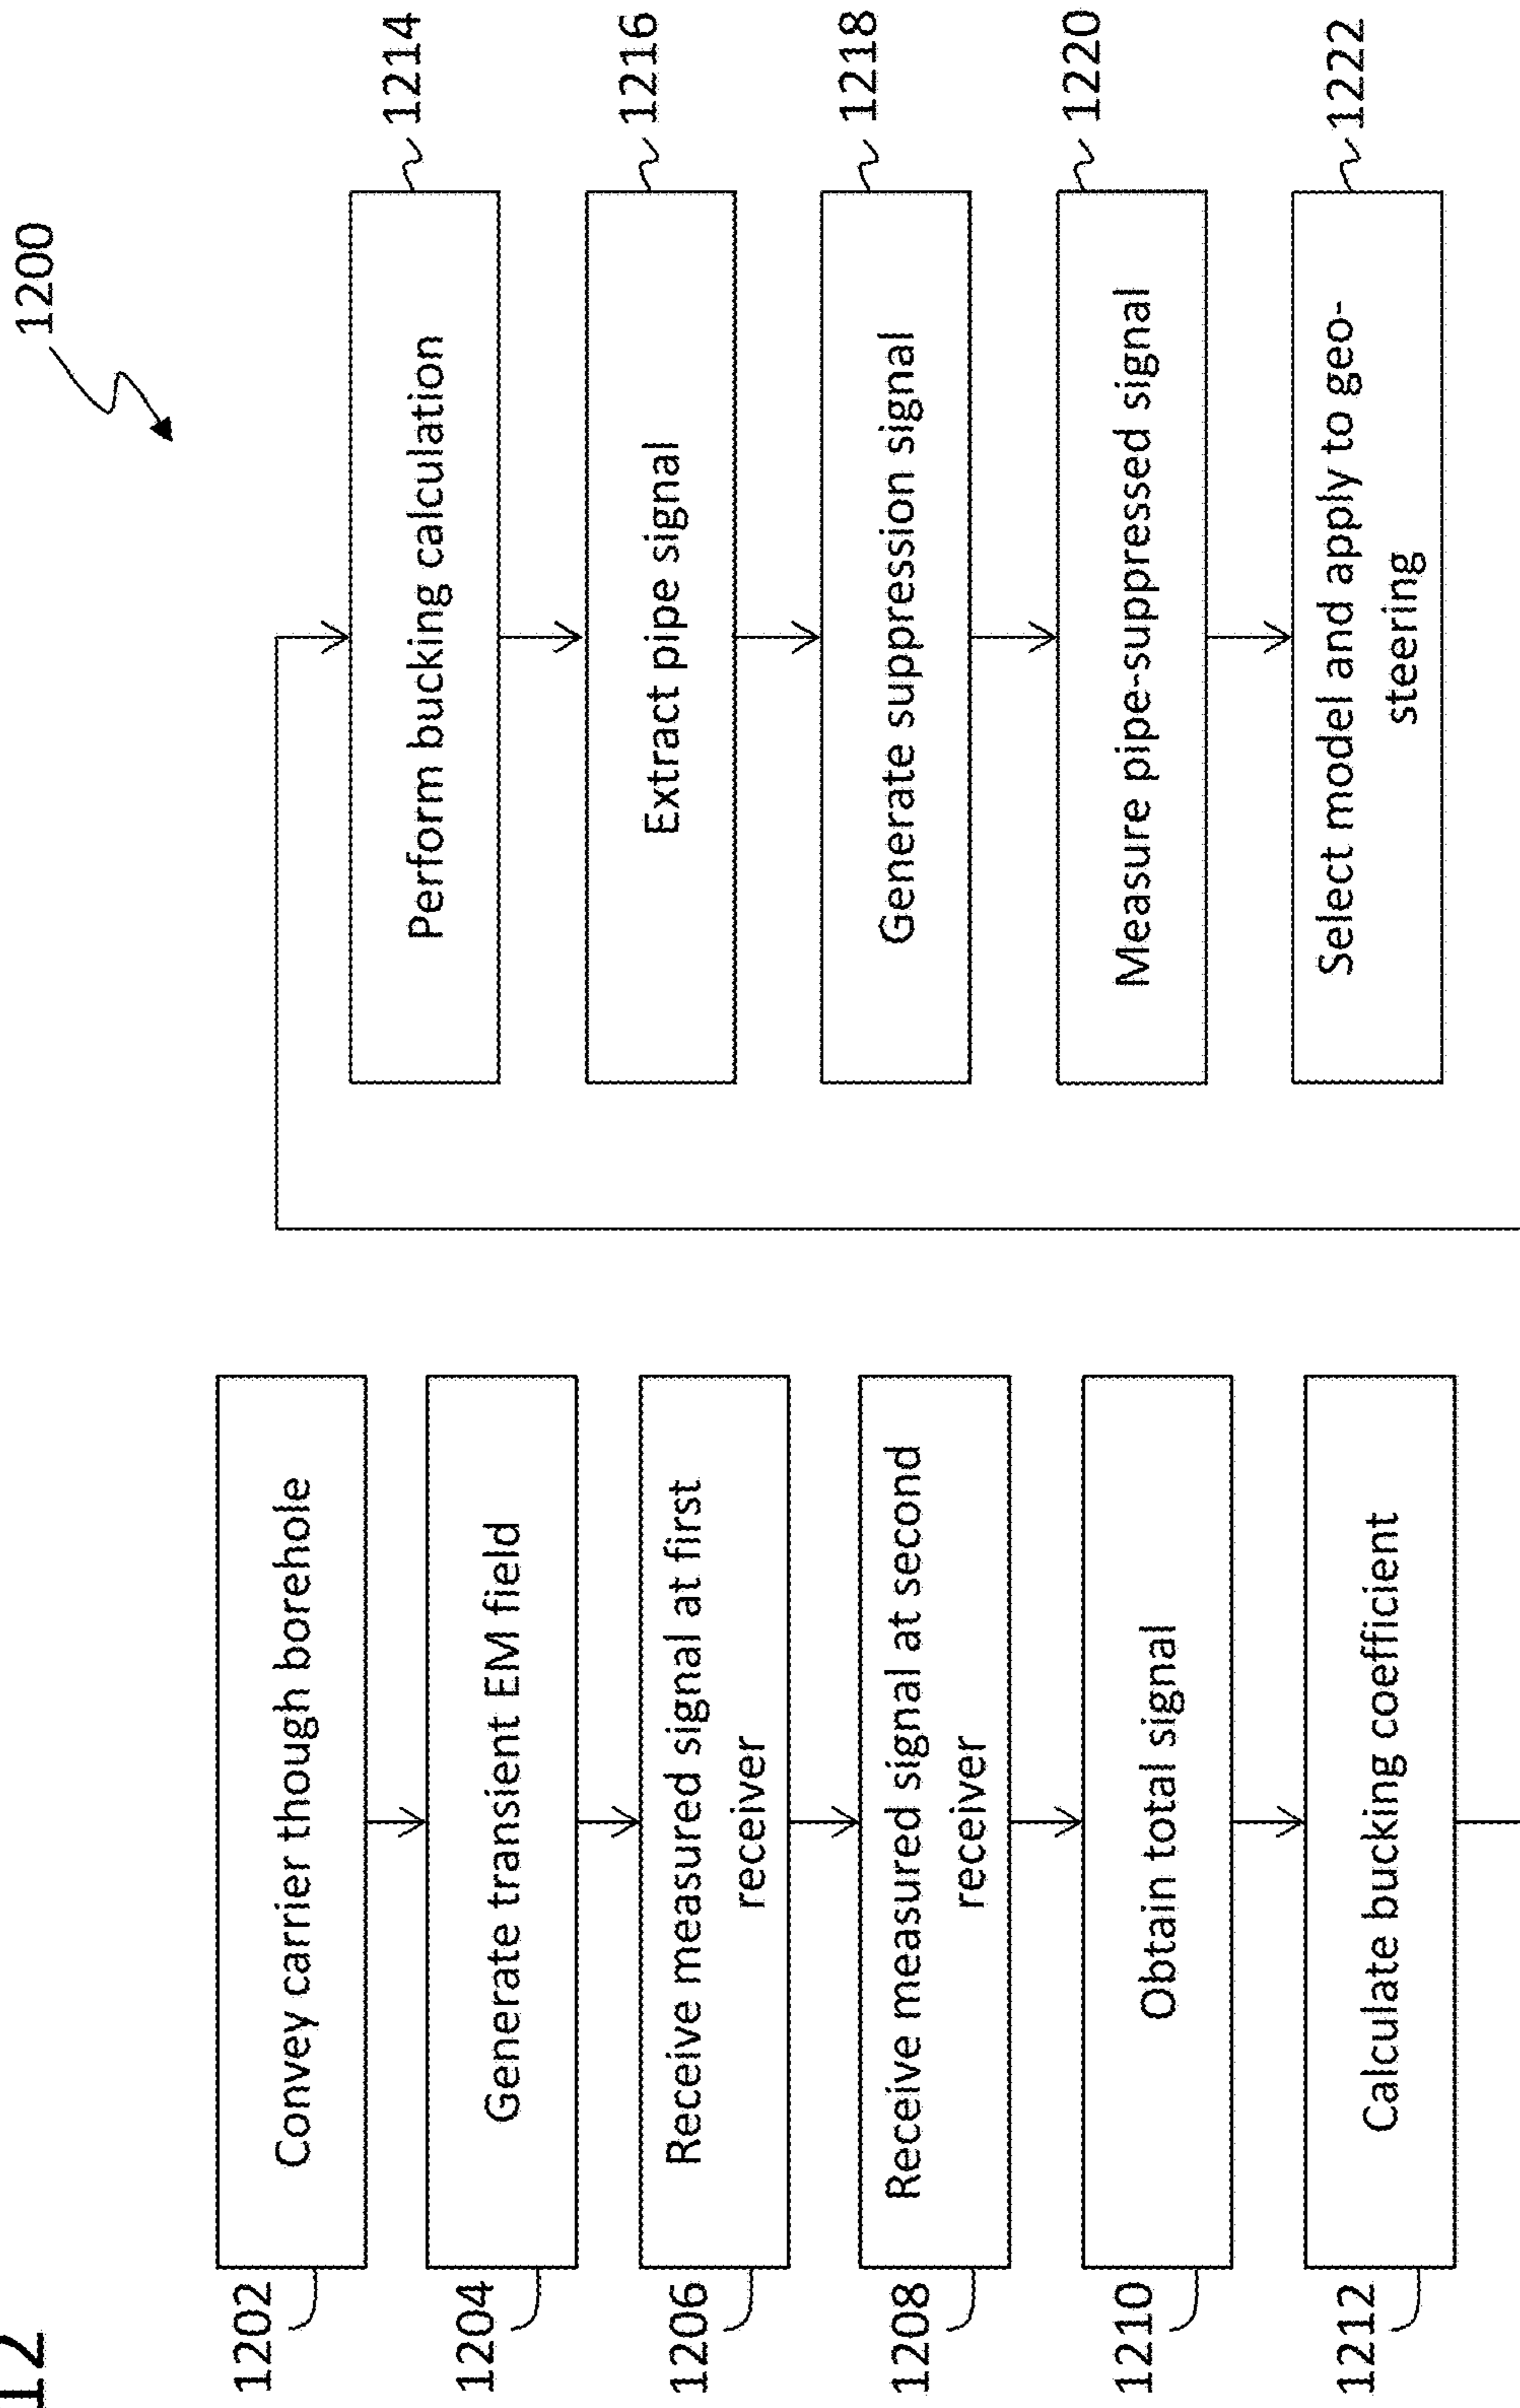 12
1200
1202
Convey carrier though borehole
1204
Generate transient EM field
1206
Receive measured signal at first
receiver
1208
Receive measured signal at second
receiver
1210
Obtain total signal
1212
Calculate bucking coefficient
Perform bucking calculation
1214
Extract pipe signal
1216
Generate suppression signal
1218
Measure pipe-suppressed signal
1220
Select model and apply to geo-
steering
1222